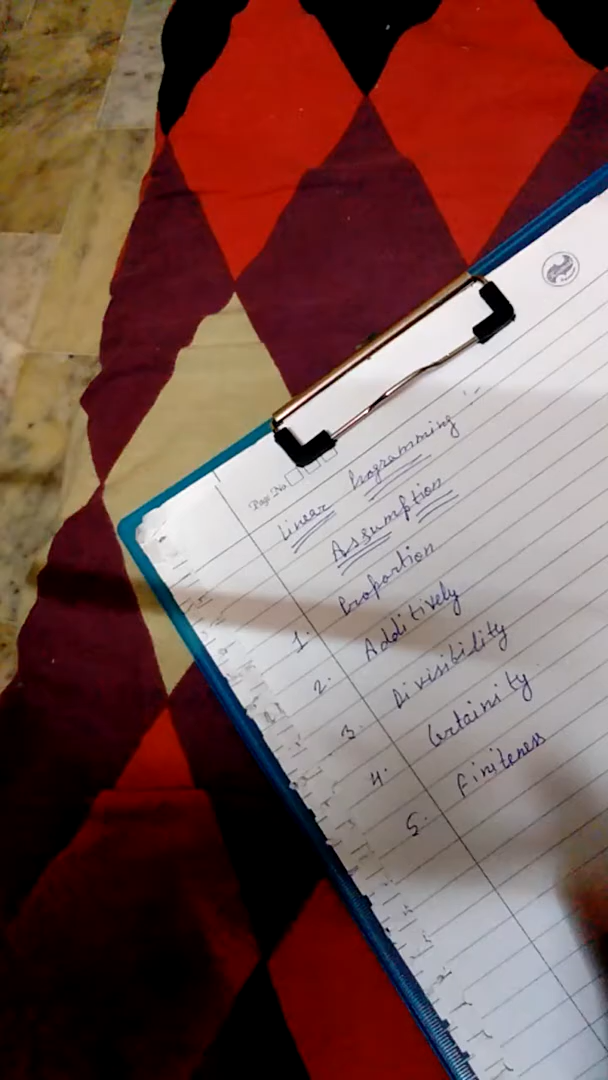 Page No.
Linear Programming :-
Assumption
1. Proportion
2. Additively
3. Divisibility
4. Certainity
5. Finiteness